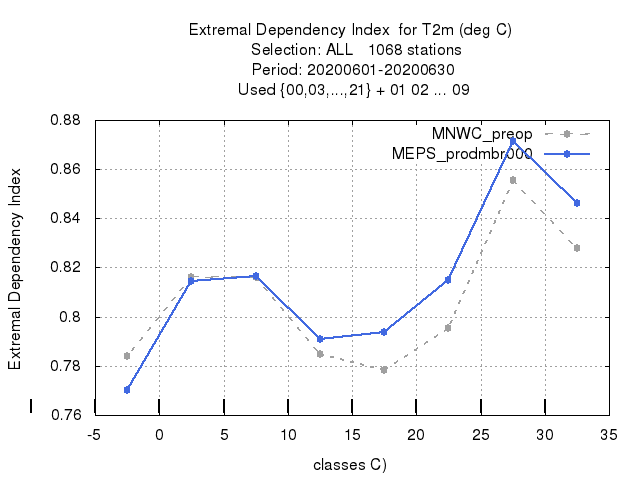 Extremal Dependency Index  for T2m (deg C)
Selection: ALL   1068 stations
Period: 20200601-20200630
Used {00,03,...,21} + 01 02 ... 09
MNWC_preop
MEPS_prodmbr000
Extremal Dependency Index
0.88
0.86
0.84
0.82
0.8
0.78
0.76
-5 0 5 10 15 20 25 30 35
classes C)